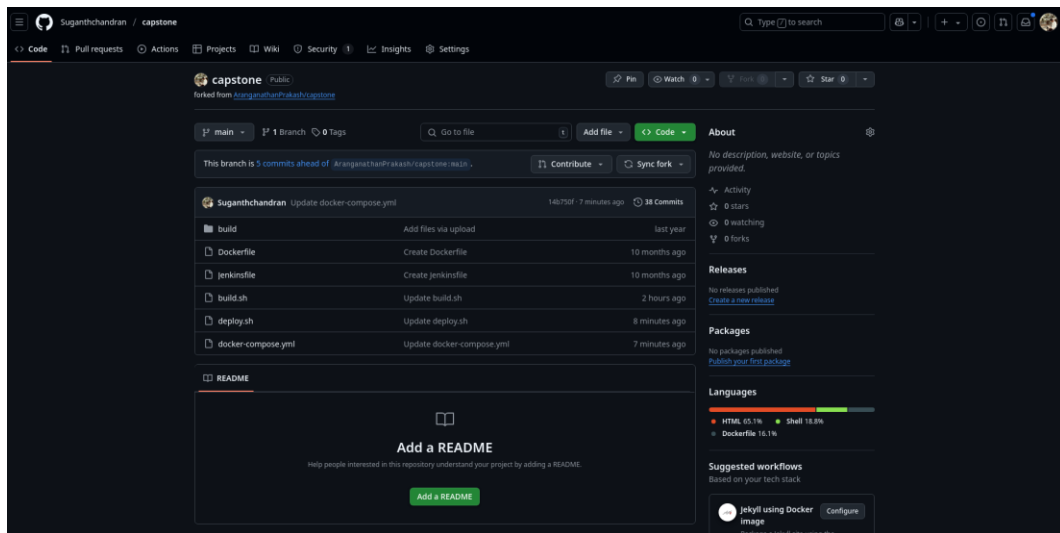 Suganthchandran / capstone
Type / to search
Code Pull requests Actions Projects Wiki Security 1 Insights Settings
capstone Public
Pin Watch 0 Fork Star 0
forked from AranganathanPrakash/capstone
main 1 Branch 0 Tags Go to file t Add file Code
This branch is 5 commits ahead of AranganathanPrakash/capstone:main .
Contribute Sync fork
Suganthchandran Update docker-compose.yml 14b750f · 7 minutes ago 38 Commits
build Add files via upload last year
Dockerfile Create Dockerfile 10 months ago
Jenkinsfile Create Jenkinsfile 10 months ago
build.sh Update build.sh 2 hours ago
deploy.sh Update deploy.sh 8 minutes ago
docker-compose.yml Update docker-compose.yml 7 minutes ago
README
Add a README
Help people interested in this repository understand your project by adding a README.
Add a README
About
No description, website, or topics
provided.
Activity
0 stars
0 watching
0 forks
Releases
No releases published
Create a new release
Packages
No packages published
Publish your first package
Languages
HTML 65.1% Shell 18.8%
Dockerfile 16.1%
Suggested workflows
Based on your tech stack
Jekyll using Docker
image
Configure